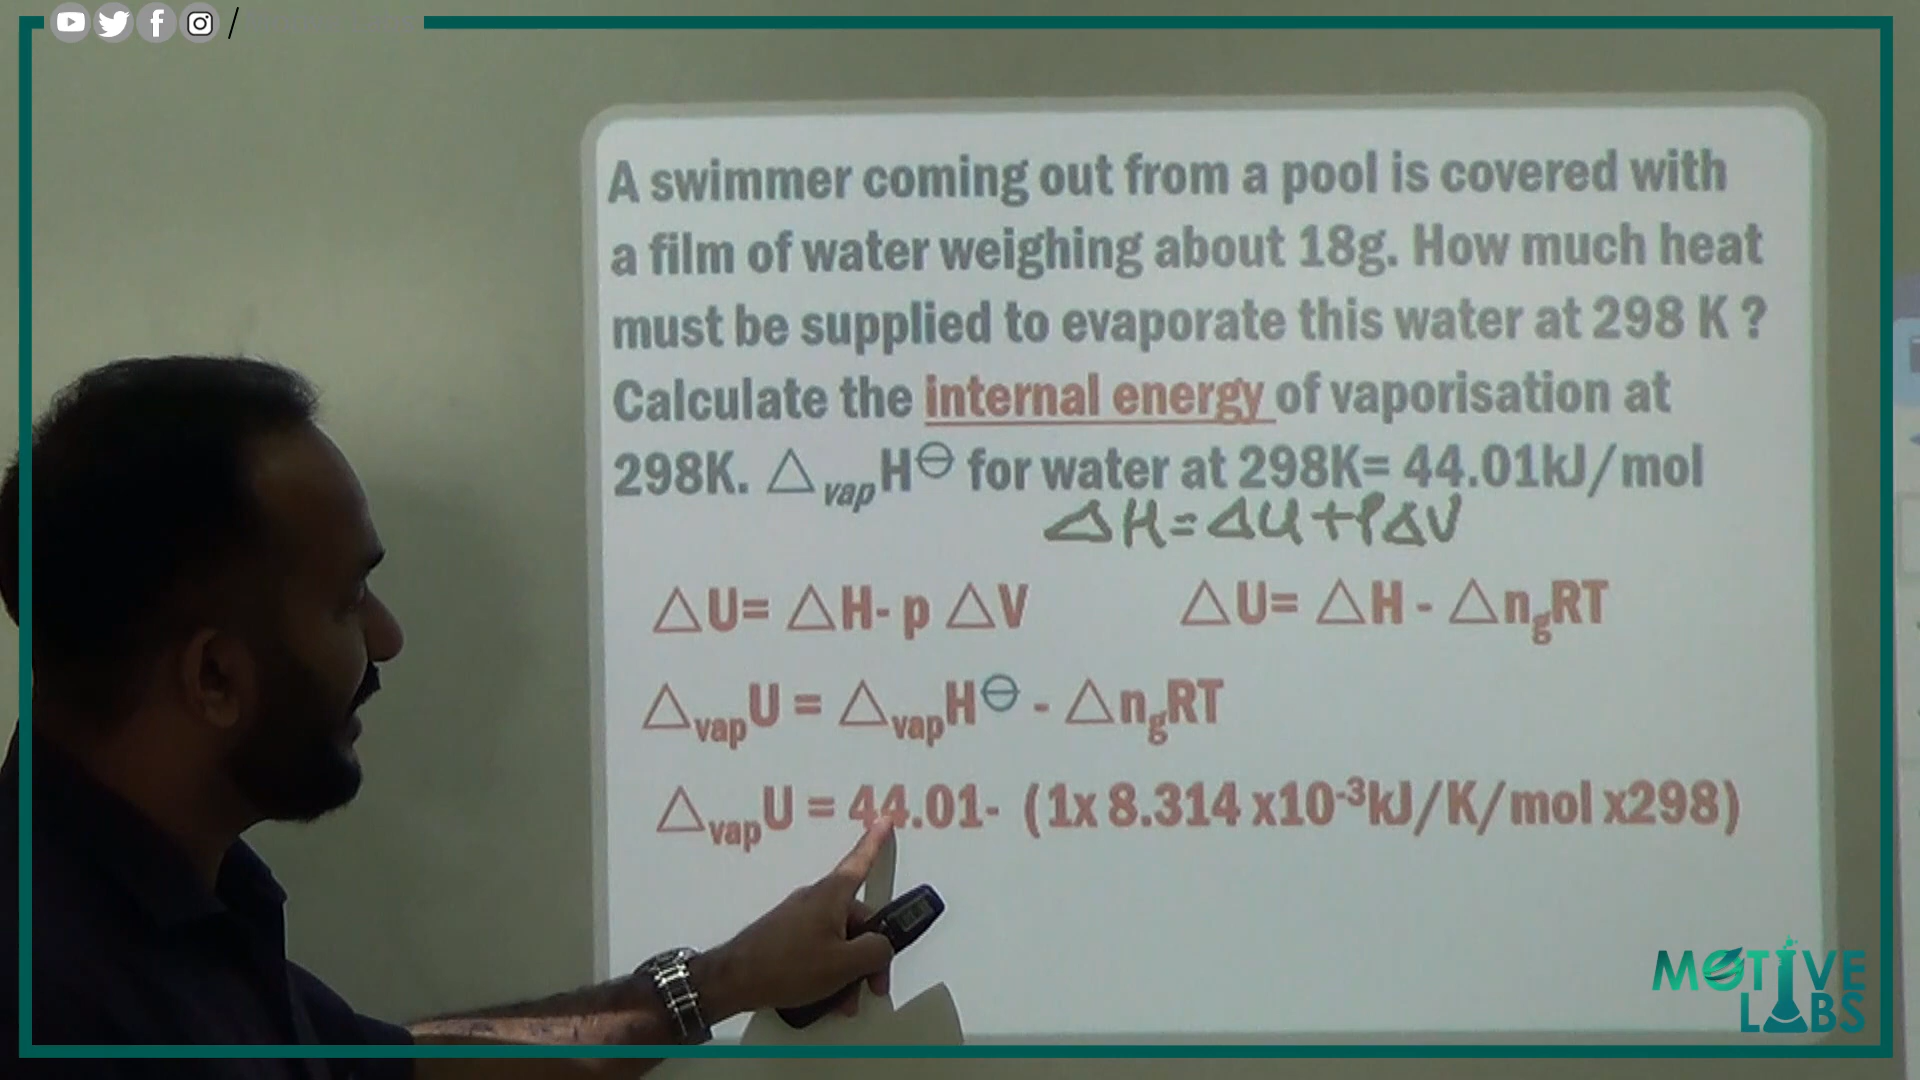 /
A swimmer coming out from a pool is covered with
a film of water weighing about 18g. How much heat
must be supplied to evaporate this water at 298 K ?
Calculate the internal energy of vaporisation at
298K. △vapH⊖ for water at 298K= 44.01kJ/mol
△H=△U+P△V
△U= △H- p △V
△U= △H - △ngRT
△vapU = △vapH⊖ - △ngRT
△vapU = 44.01- (1x 8.314 x10⁻³kJ/K/mol x298)
MOTIVE
LABS